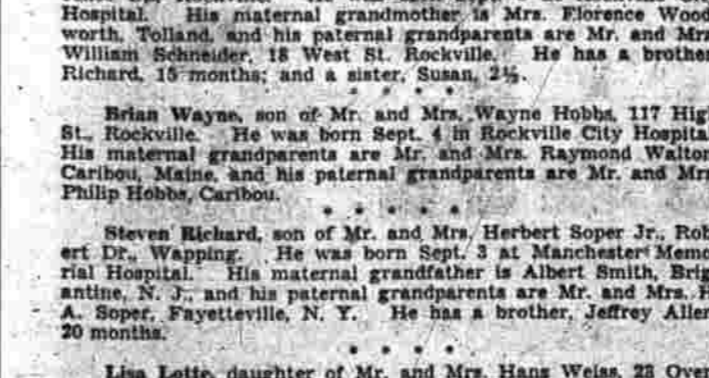 Hospital. His maternal grandmother is Mrs. Florence Wood
worth, Tolland, and his paternal grandparents are Mr. and Mrs
William Schneider, 18 West St. Rockville. He has a brother
Richard, 15 months; and a sister, Susan, 2½.
* * * *
Brian Wayne, son of Mr. and Mrs. Wayne Hobbs, 117 Hig
St., Rockville. He was born Sept. 4 in Rockville City Hospita
His maternal grandparents are Mr. and Mrs. Raymond Walton
Caribou, Maine, and his paternal grandparents are Mr. and Mrs
Philip Hobbs, Caribou.
* * * * *
Steven Richard, son of Mr. and Mrs. Herbert Soper Jr., Rob
ert Dr., Wapping. He was born Sept. 3 at Manchester Memo
rial Hospital. His maternal grandfather is Albert Smith, Brig
antine, N. J., and his paternal grandparents are Mr. and Mrs. H
A. Soper, Fayetteville, N. Y. He has a brother, Jeffrey Allen
20 months.
* * * *
Lisa Lotte, daughter of Mr. and Mrs. Hans Weiss, 28 Over